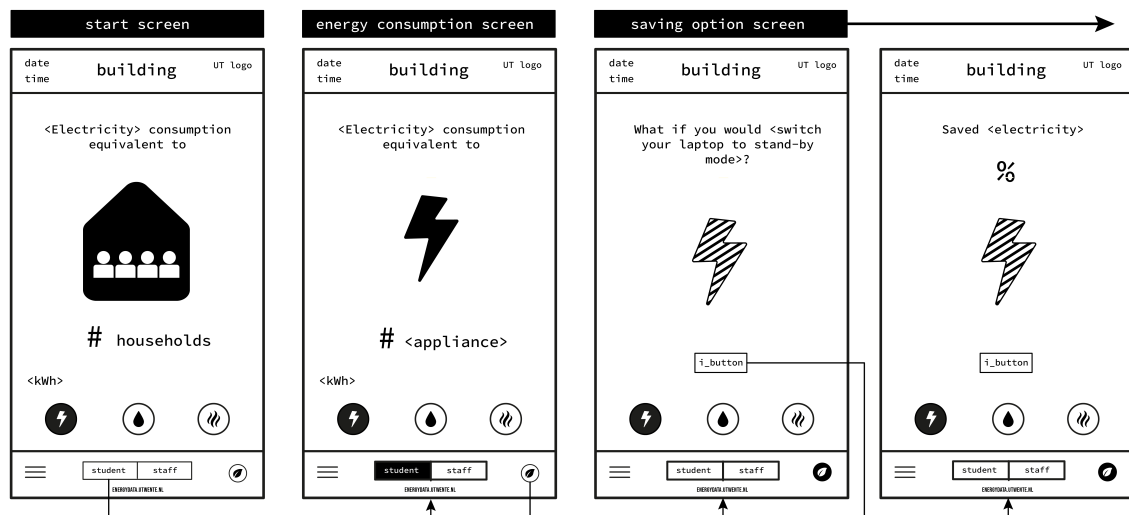 start screen
date
time
building
UT logo
<Electricity> consumption
equivalent to
# households
<kWh>
student
staff
ENERGYDATA.UTWENTE.NL
energy consumption screen
date
time
building
UT logo
<Electricity> consumption
equivalent to
# <appliance>
<kWh>
student
staff
ENERGYDATA.UTWENTE.NL
saving option screen
date
time
building
UT logo
What if you would <switch
your laptop to stand-by
mode>?
i_button
student
staff
ENERGYDATA.UTWENTE.NL
date
time
building
UT logo
Saved <electricity>
%
i_button
student
staff
ENERGYDATA.UTWENTE.NL